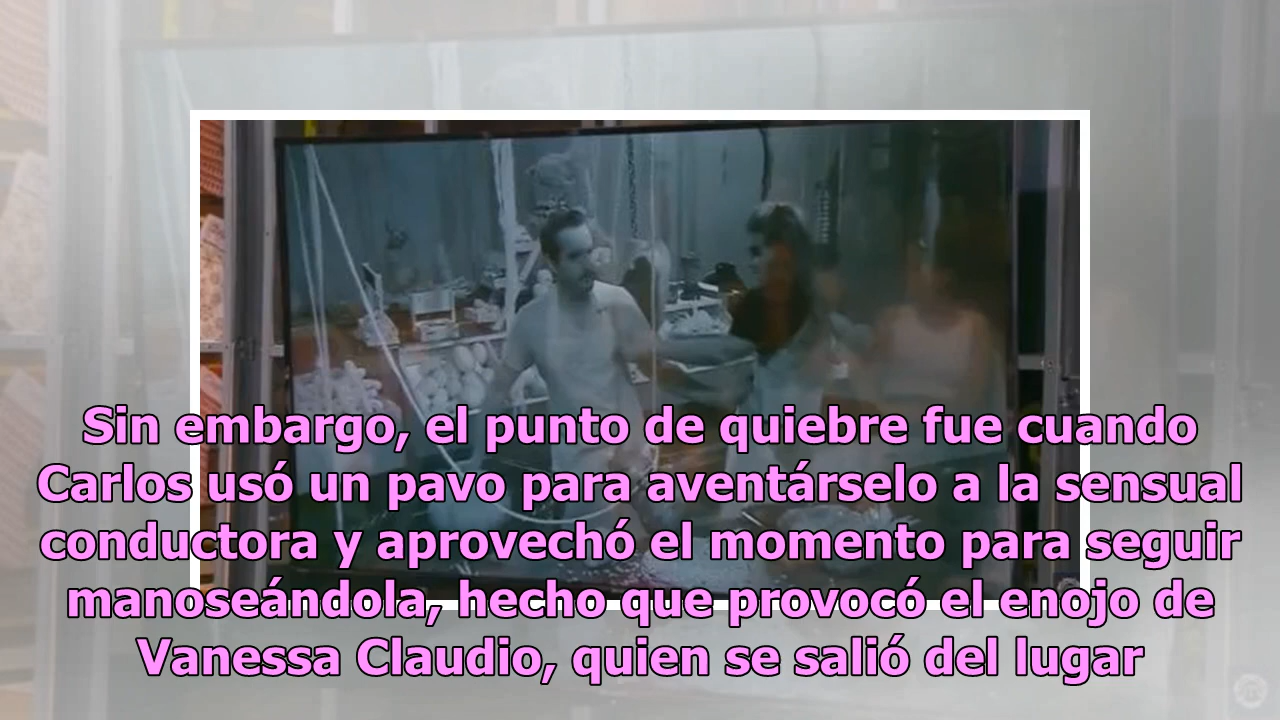 Sin embargo, el punto de quiebre fue cuando
Carlos usó un pavo para aventárselo a la sensual
conductora y aprovechó el momento para seguir
manoseándola, hecho que provocó el enojo de
Vanessa Claudio, quien se salió del lugar